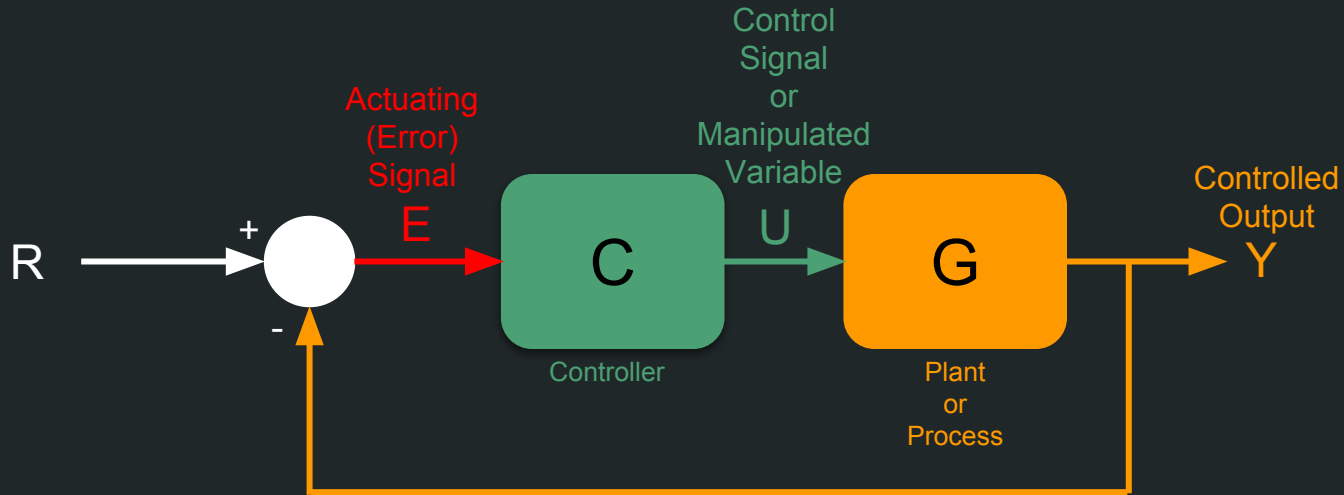 Control
Signal
or
Manipulated
Variable
U
Actuating
(Error)
Signal
E
Controlled
Output
Y
R
+
-
C
Controller
G
Plant
or
Process